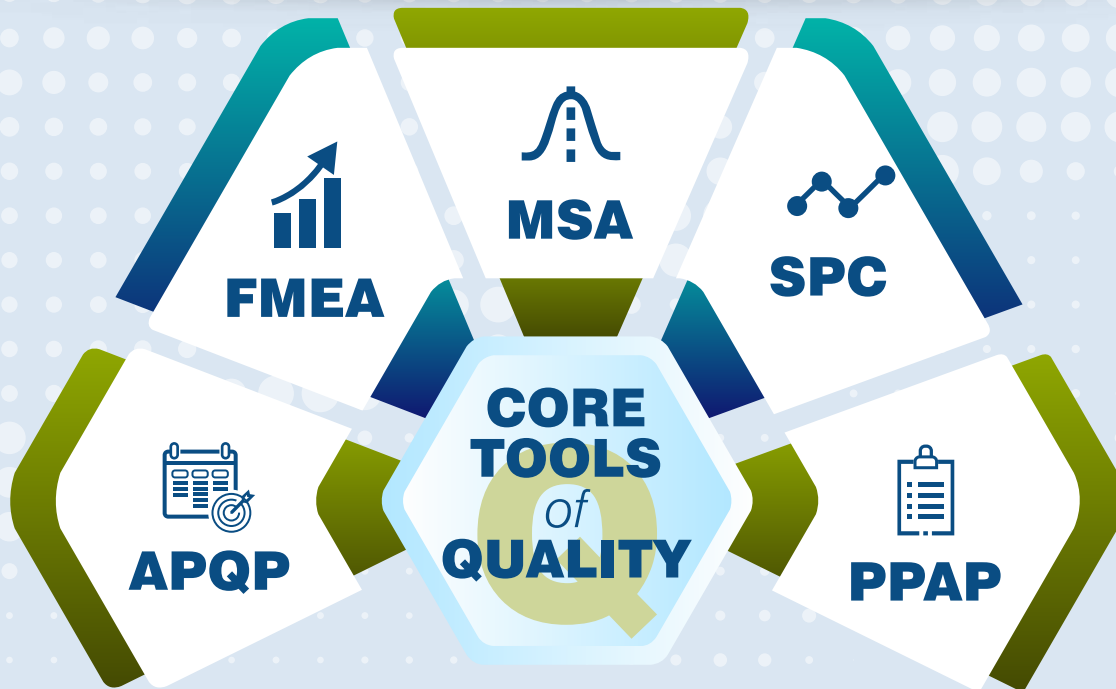 MSA
FMEA
SPC
CORE
TOOLS
of
QUALITY
Q
APQP
PPAP